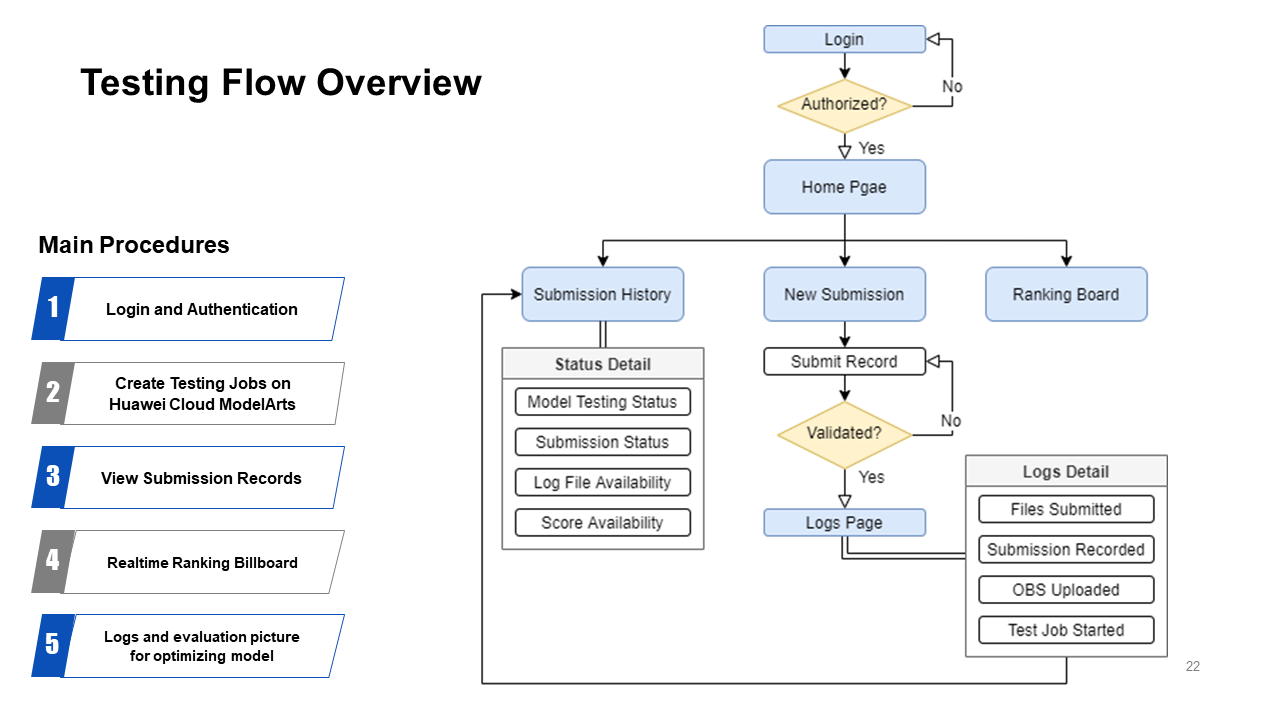 Testing Flow Overview
Main Procedures
1
Login and Authentication
2
Create Testing Jobs on
Huawei Cloud ModelArts
3
View Submission Records
4
Realtime Ranking Billboard
5
Logs and evaluation picture
for optimizing model
Login
Authorized?
No
Yes
Home Pgae
Submission History
New Submission
Ranking Board
Status Detail
Model Testing Status
Submission Status
Log File Availability
Score Availability
Submit Record
Validated?
No
Yes
Logs Page
Logs Detail
Files Submitted
Submission Recorded
OBS Uploaded
Test Job Started
22